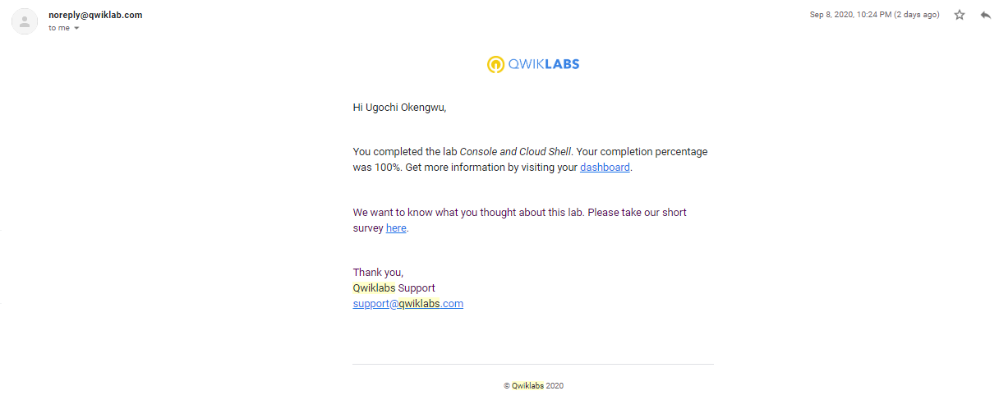 noreply@qwiklab.com
Sep 8, 2020, 10:24 PM (2 days ago)
to me
QWIKLABS
Hi Ugochi Okengwu,
You completed the lab Console and Cloud Shell. Your completion percentage
was 100%. Get more information by visiting your dashboard.
We want to know what you thought about this lab. Please take our short
survey here.
Thank you,
Qwiklabs Support
support@qwiklabs.com
© Qwiklabs 2020